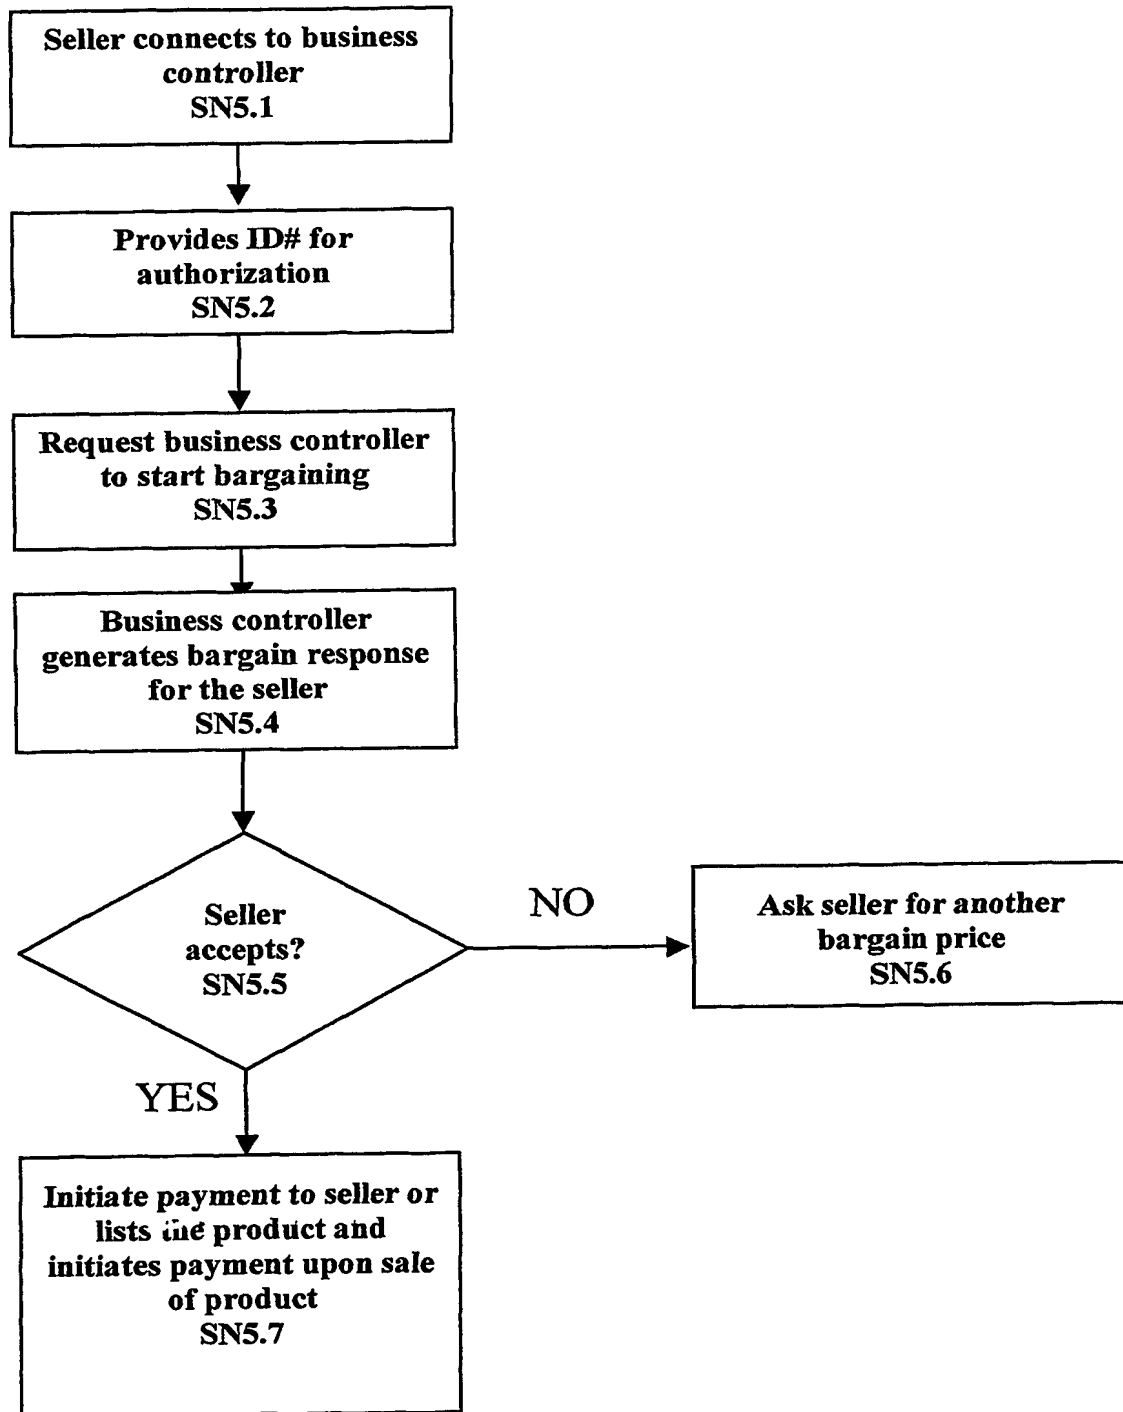 Seller connects to business
controller
SN5.1
Provides ID# for
authorization
SN5.2
Request business controller
to start bargaining
SN5.3
Business controller
generates bargain response
for the seller
SN5.4
Seller
accepts?
SN5.5
NO
Ask seller for another
bargain price
SN5.6
YES
Initiate payment to seller or
lists the product and
initiates payment upon sale
of product
SN5.7